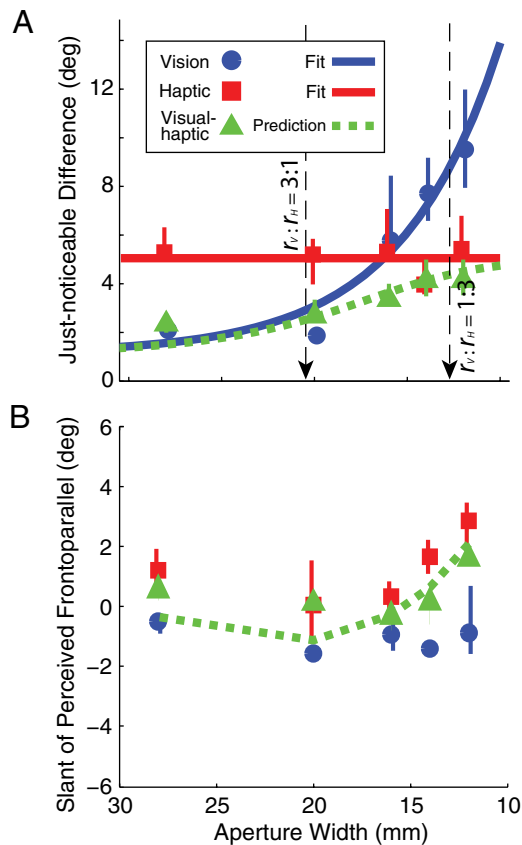 A
Just-noticeable Difference (deg)
12
8
4
0
Vision
Fit
Haptic
Fit
Visual-
haptic
Prediction
rV: rH = 3:1
rV: rH = 1:3
B
Slant of Perceived Frontoparallel (deg)
6
4
2
0
−2
−4
−6
30
20
15
10
Aperture Width (mm)